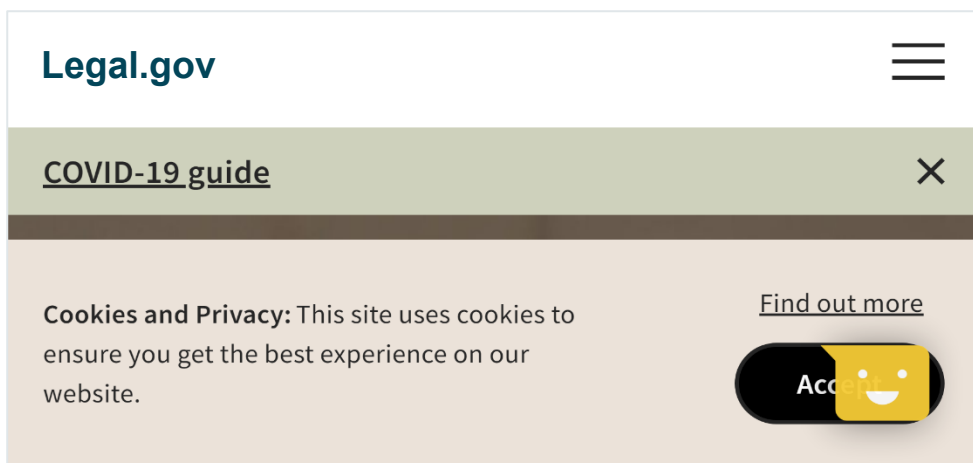 Legal.gov
COVID-19 guide
Cookies and Privacy: This site uses cookies to
ensure you get the best experience on our
website.
Find out more
Accept